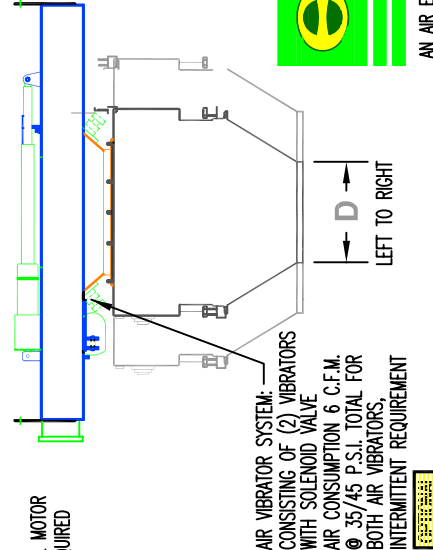 MOTOR
AIR VIBRATOR SYSTEM:
CONSISTING OF (2) VIBRATORS
WITH SOLENOID VALVE
AIR CONSUMPTION 6 C.F.M.
@ 35/45 P.S.I. TOTAL FOR
BOTH AIR VIBRATORS,
INTERMITTENT REQUIREMENT
D
LEFT TO RIGHT
AN AIR